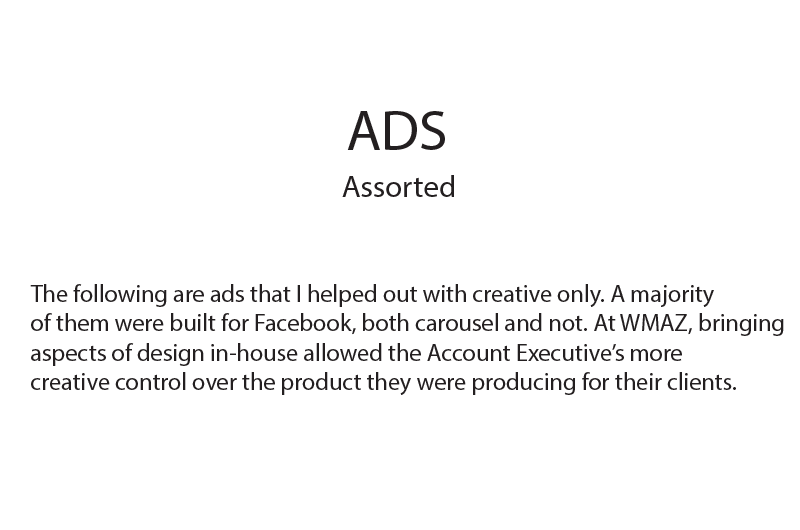 ADS
Assorted
The following are ads that I helped out with creative only. A majority
of them were built for Facebook, both carousel and not. At WMAZ, bringing
aspects of design in-house allowed the Account Executive’s more
creative control over the product they were producing for their clients.